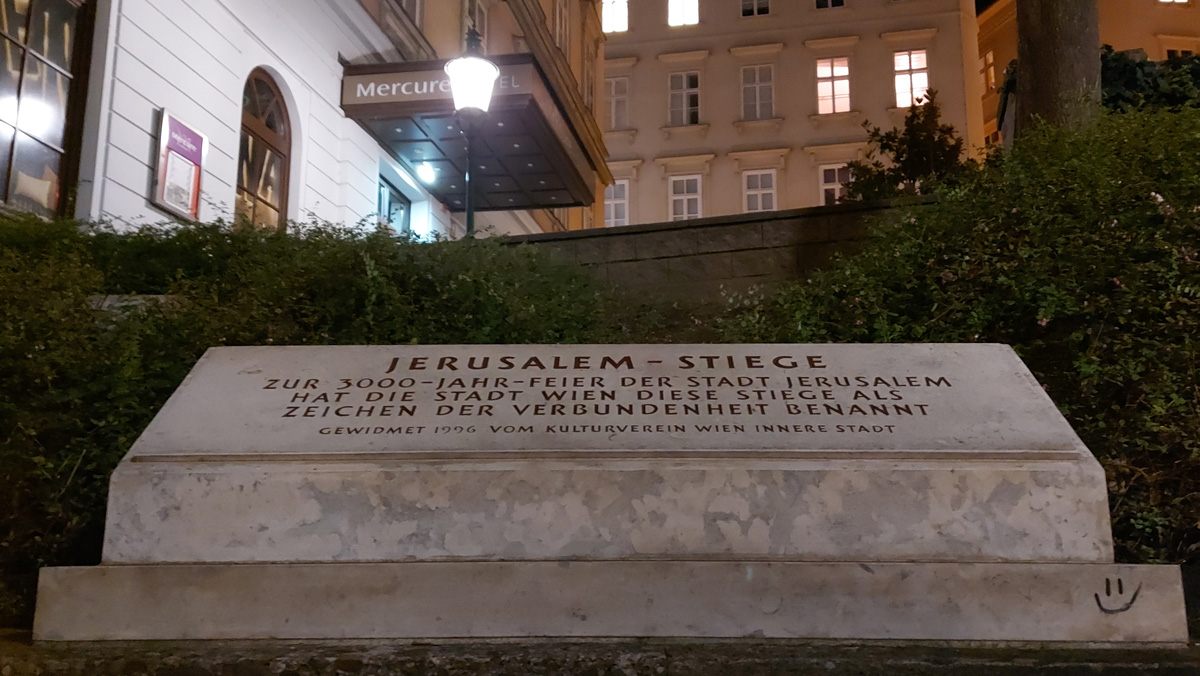 Mercure HOTEL
JERUSALEM – STIEGE
ZUR 3000-JAHR-FEIER DER STADT JERUSALEM
HAT DIE STADT WIEN DIESE STIEGE ALS
ZEICHEN DER VERBUNDENHEIT BENANNT
GEWIDMET 1996 VOM KULTURVEREIN WIEN INNERE STADT